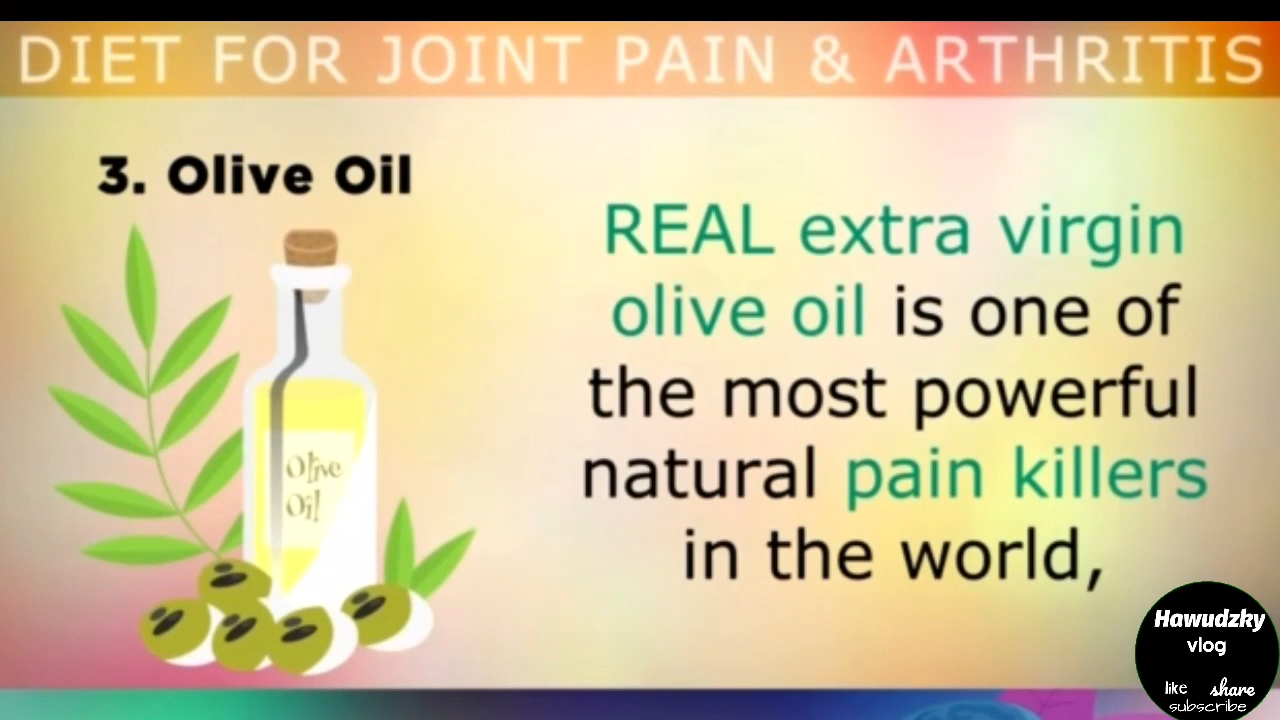 DIET FOR JOINT PAIN & ARTHRITIS
3. Olive Oil
Olive
Oil
REAL extra virgin
olive oil is one of
the most powerful
natural pain killers
in the world,
Hawudzky
vlog
like share
subscribe